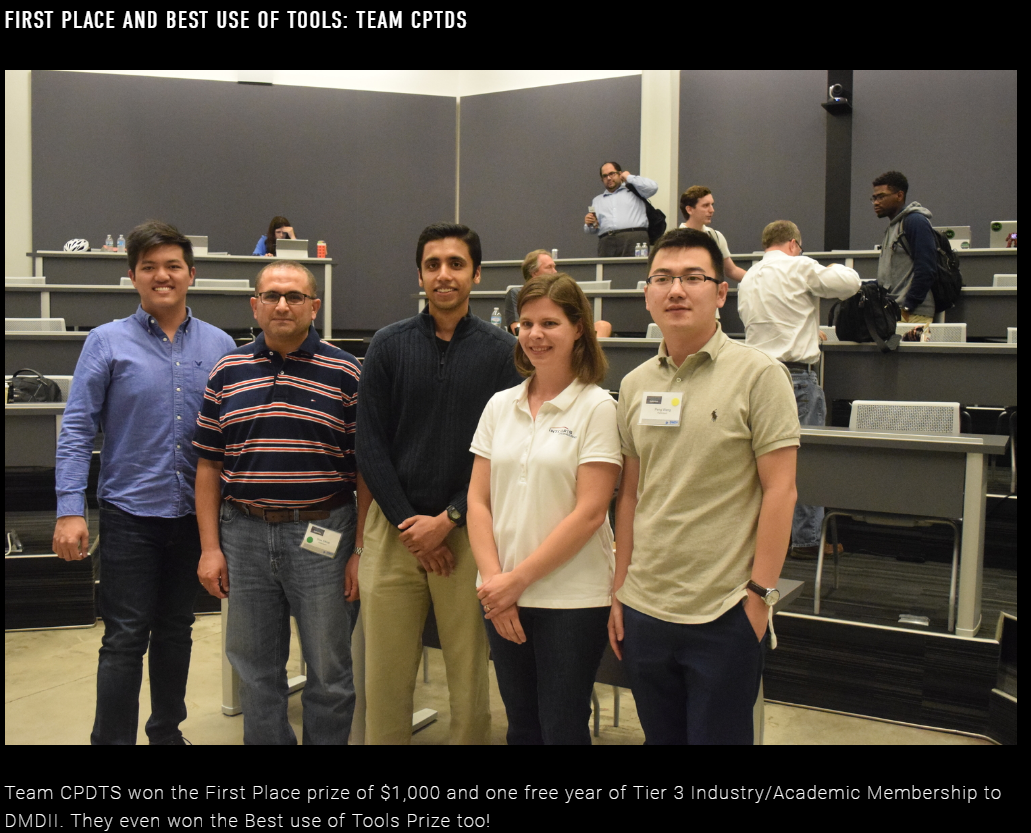 FIRST PLACE AND BEST USE OF TOOLS: TEAM CPTDS
Team CPDTS won the First Place prize of $1,000 and one free year of Tier 3 Industry/Academic Membership to
DMDII. They even won the Best use of Tools Prize too!